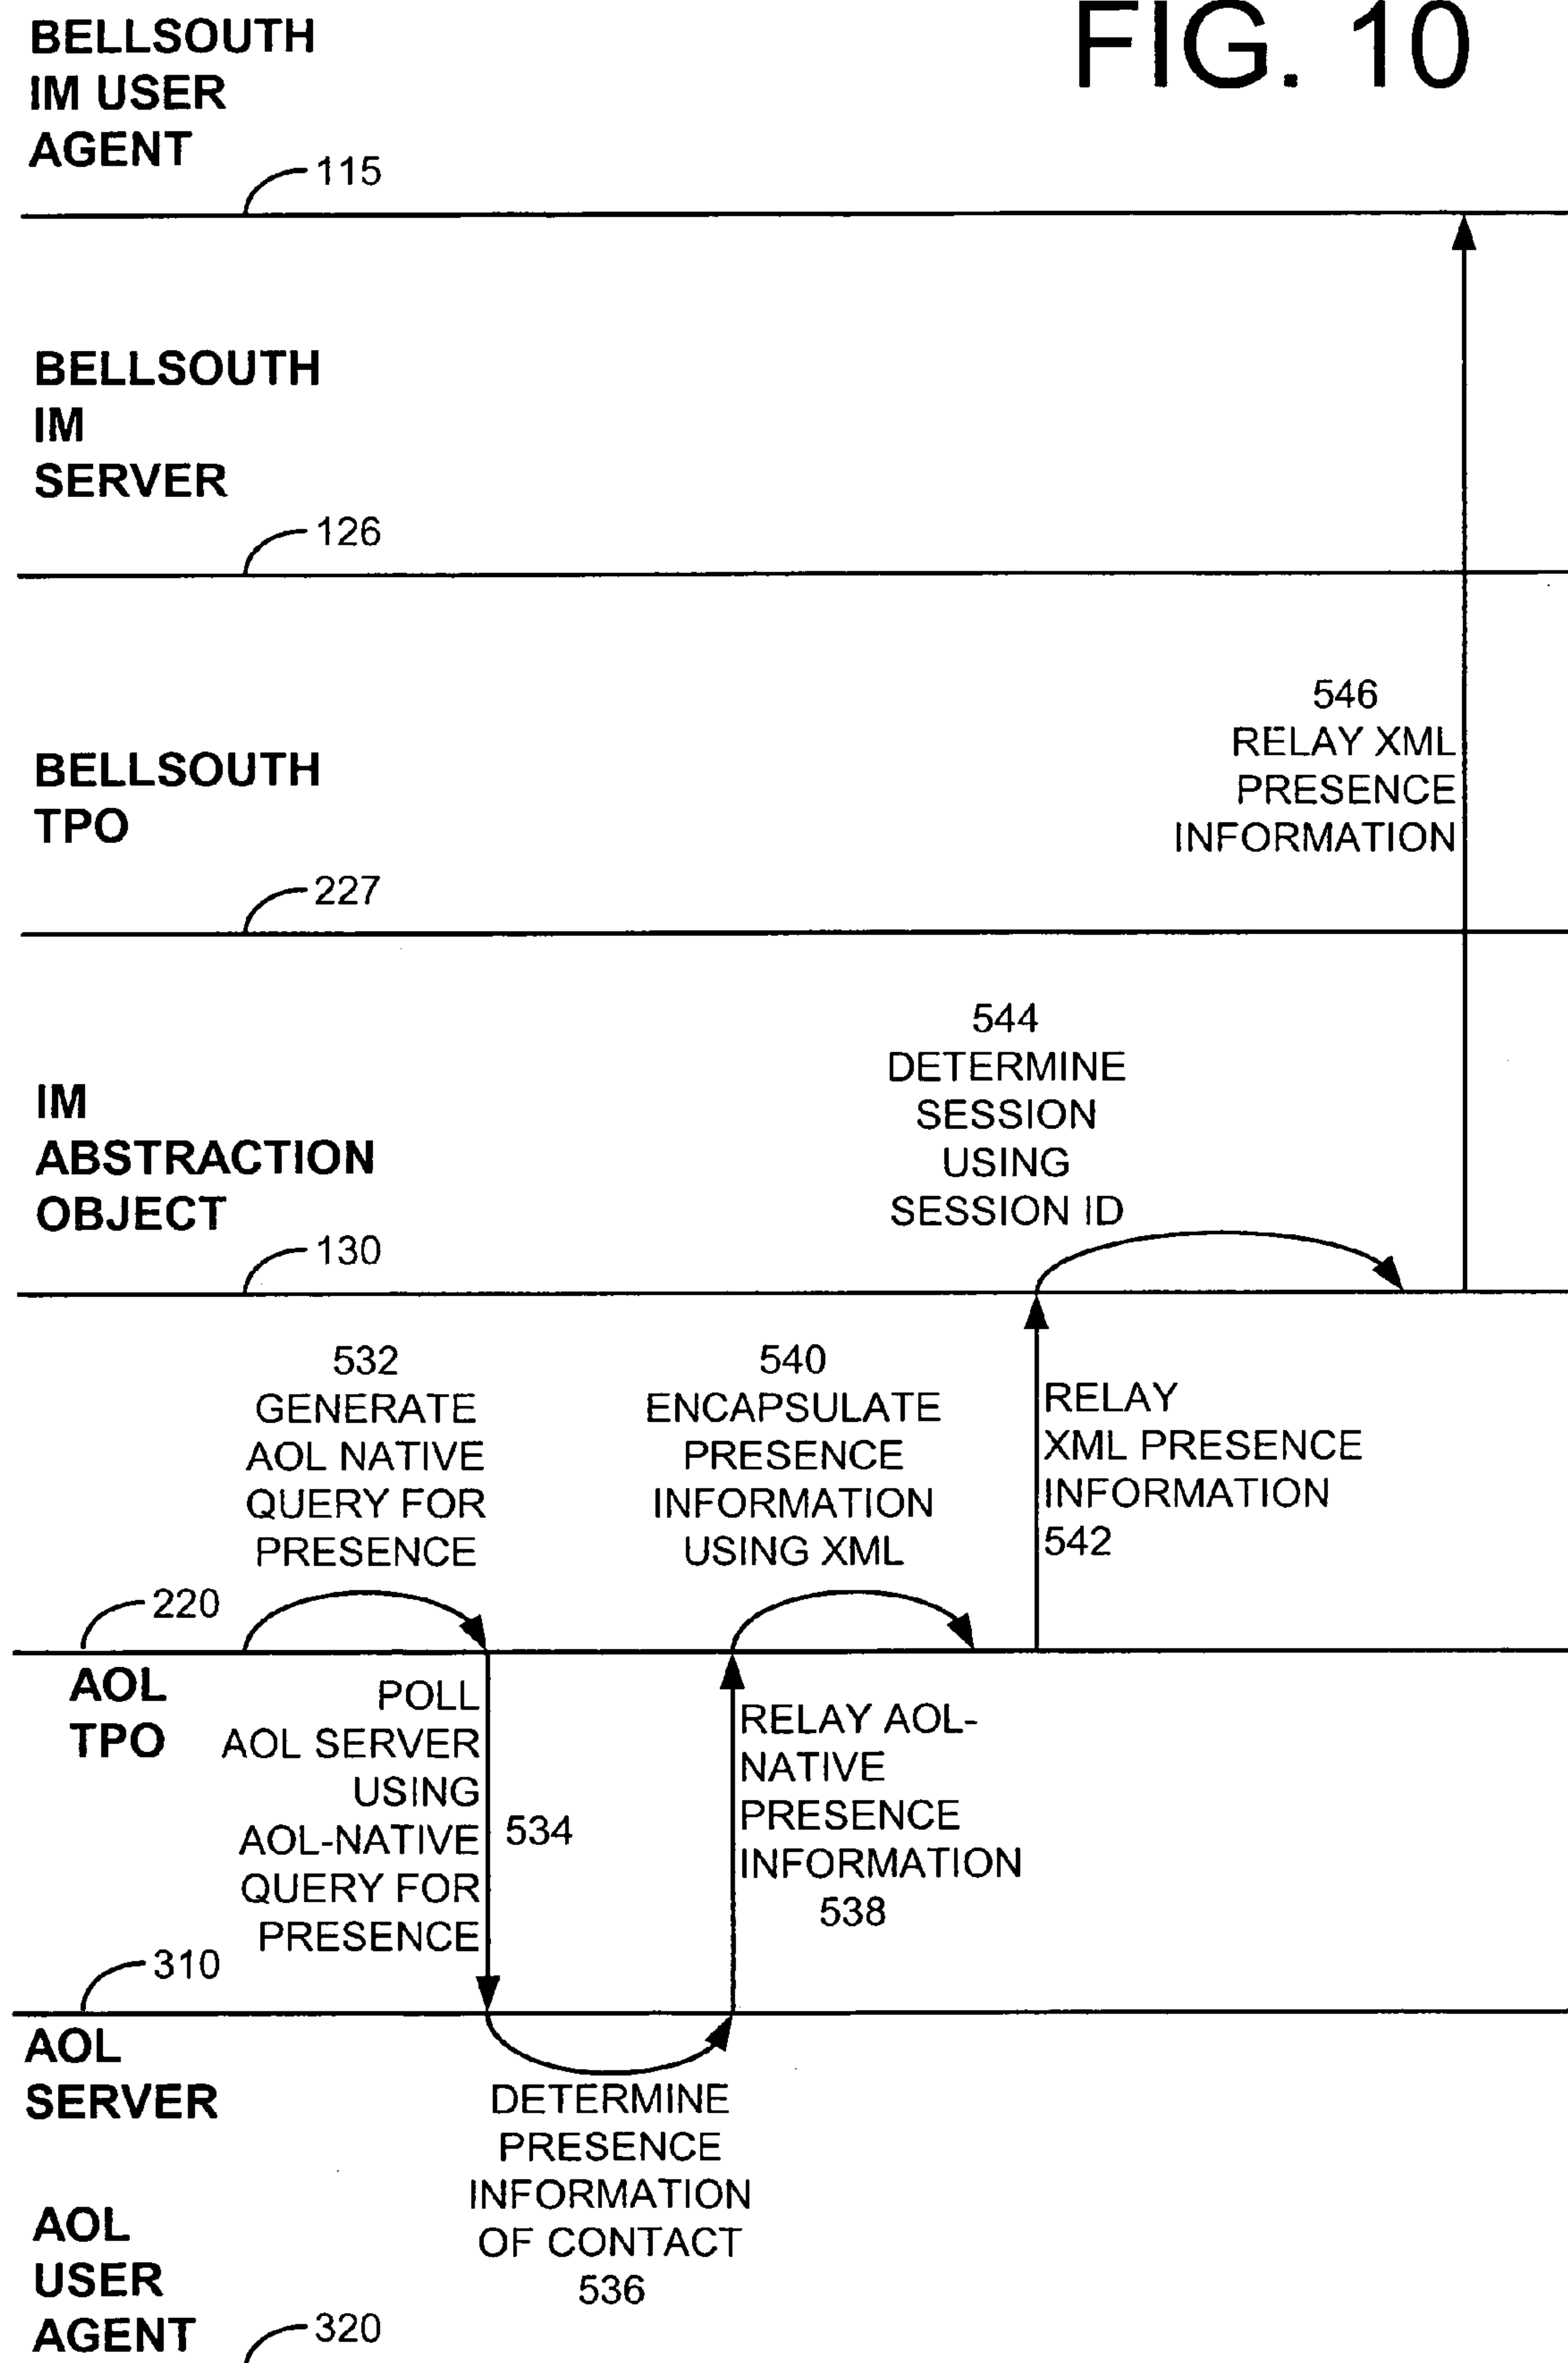 FIG. 10
BELLSOUTH
IM USER
AGENT
115
BELLSOUTH
IM
SERVER
126
546
RELAY XML
PRESENCE
INFORMATION
BELLSOUTH
TPO
227
544
DETERMINE
SESSION
USING
SESSION ID
IM
ABSTRACTION
OBJECT
130
532
GENERATE
AOL NATIVE
QUERY FOR
PRESENCE
540
ENCAPSULATE
PRESENCE
INFORMATION
USING XML
RELAY
XML PRESENCE
INFORMATION
542
220
AOL
TPO
POLL
AOL SERVER
USING
AOL-NATIVE
QUERY FOR
PRESENCE
534
RELAY AOL-
NATIVE
PRESENCE
INFORMATION
538
310
AOL
SERVER
DETERMINE
PRESENCE
INFORMATION
OF CONTACT
536
AOL
USER
AGENT
320